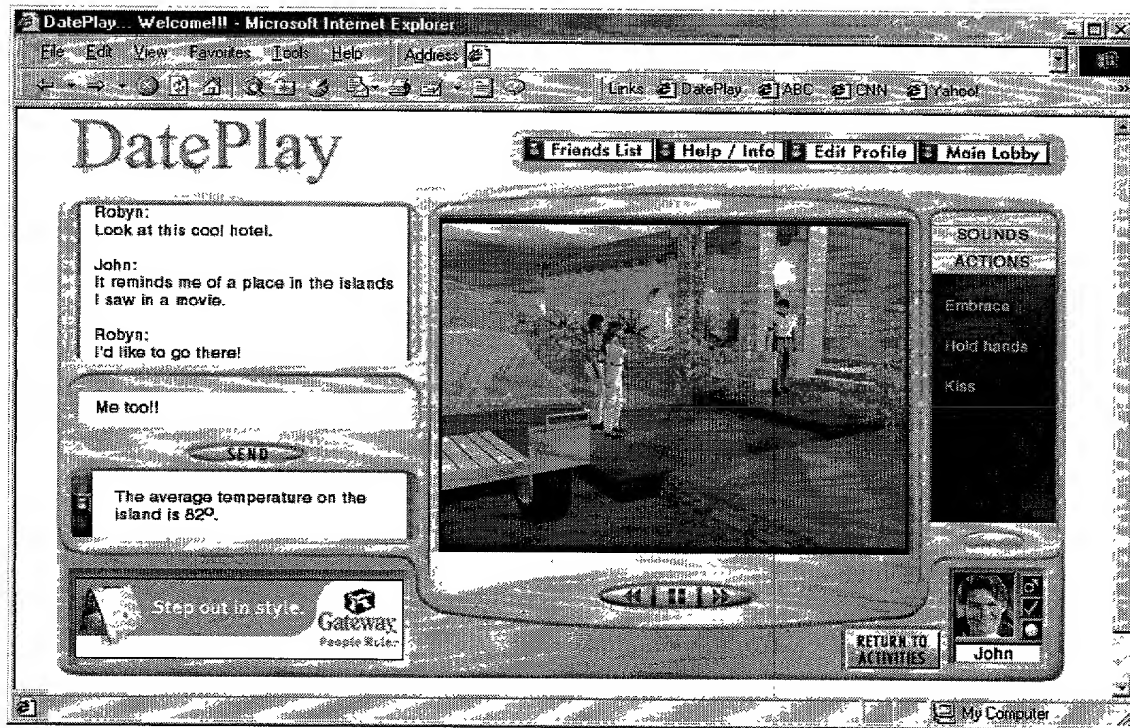 DatePlay... Welcome!!! - Microsoft Internet Explorer
File Edit View Favorites Tools Help Address
Links DatePlay ABC CNN Yahoo!
DatePlay
Friends List Help / Info Edit Profile Main Lobby
Robyn:
Look at this cool hotel.
John:
It reminds me of a place in the islands
I saw in a movie.
Robyn:
I'd like to go there!
Me too!!
SEND
The average temperature on the
island is 82º.
SOUNDS
ACTIONS
Embrace
Hold hands
Kiss
Step out in style.
Gateway
People Rule.
RETURN TO
ACTIVITIES
John
My Computer